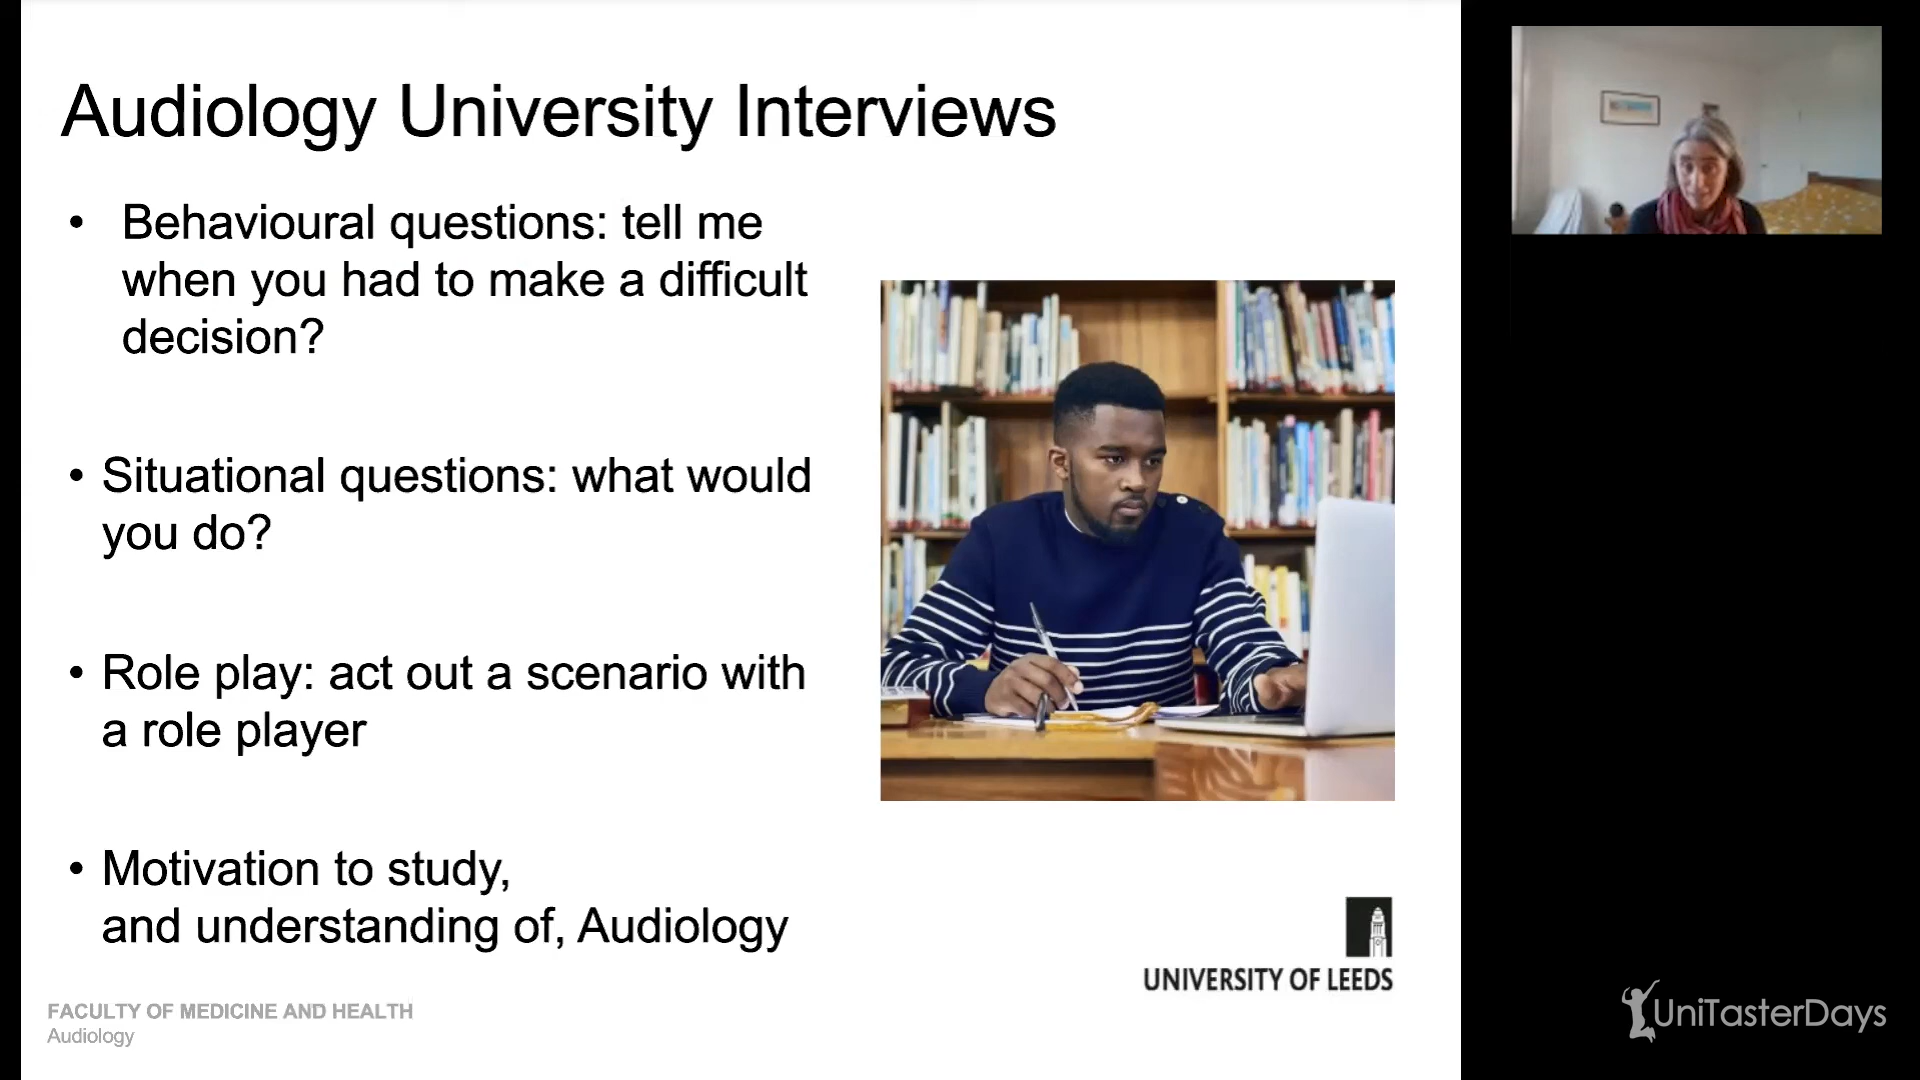 Audiology University Interviews
• Behavioural questions: tell me
when you had to make a difficult
decision?
• Situational questions: what would
you do?
• Role play: act out a scenario with
a role player
• Motivation to study,
and understanding of, Audiology
UNIVERSITY OF LEEDS
FACULTY OF MEDICINE AND HEALTH
Audiology
UniTasterDays